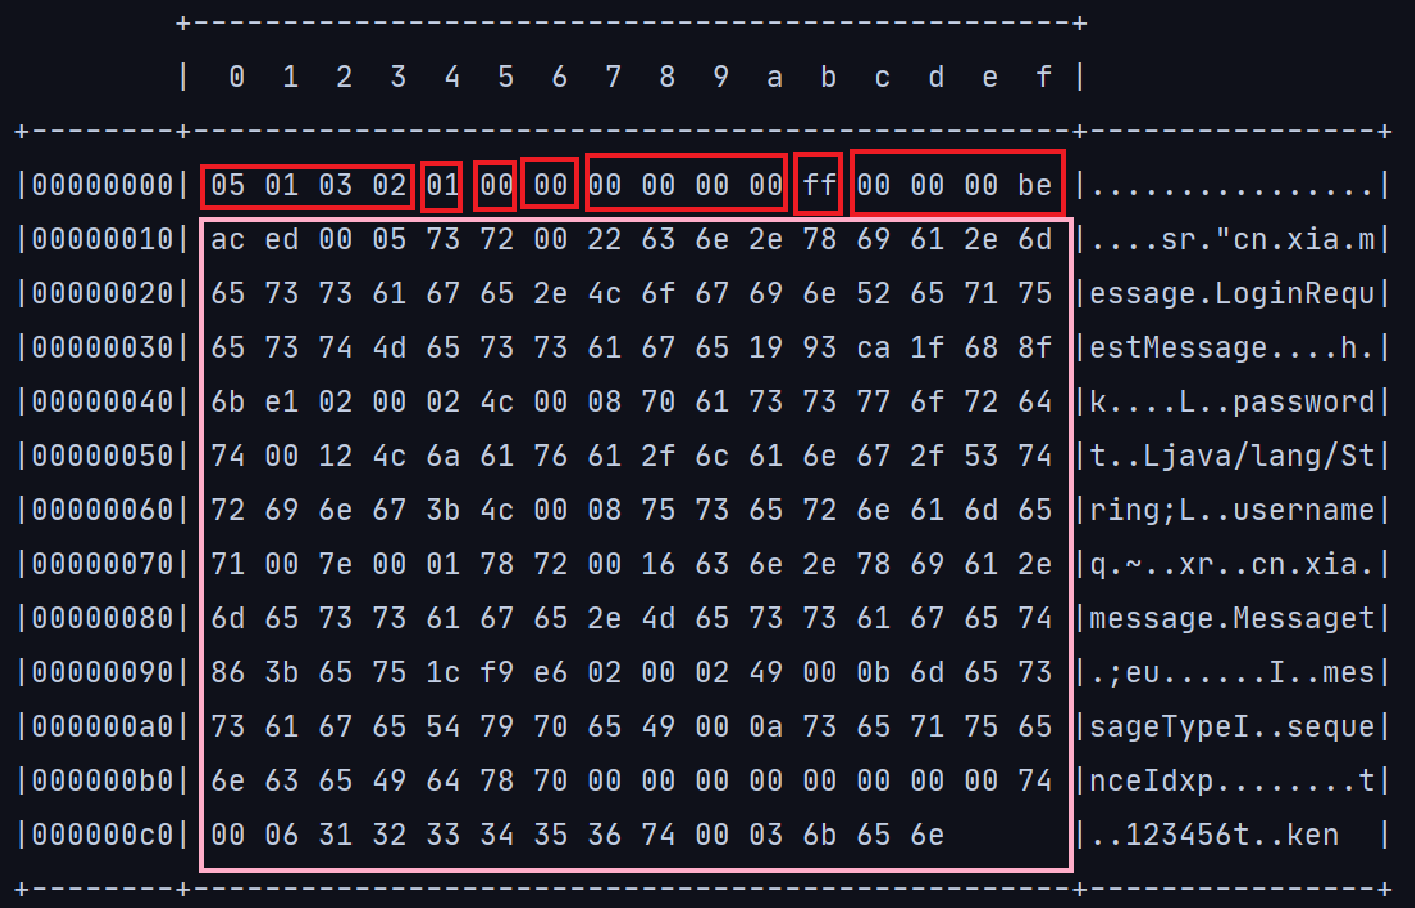 +-------------------------------------------------+
|  0  1  2  3  4  5  6  7  8  9  a  b  c  d  e  f |
+--------+-------------------------------------------------+----------------+
|00000000| 05 01 03 02 01 00 00 00 00 00 00 ff 00 00 00 be |................|
|00000010| ac ed 00 05 73 72 00 22 63 6e 2e 78 69 61 2e 6d |....sr."cn.xia.m|
|00000020| 65 73 73 61 67 65 2e 4c 6f 67 69 6e 52 65 71 75 |essage.LoginRequ|
|00000030| 65 73 74 4d 65 73 73 61 67 65 19 93 ca 1f 68 8f |estMessage....h.|
|00000040| 6b e1 02 00 02 4c 00 08 70 61 73 73 77 6f 72 64 |k....L..password|
|00000050| 74 00 12 4c 6a 61 76 61 2f 6c 61 6e 67 2f 53 74 |t..Ljava/lang/St|
|00000060| 72 69 6e 67 3b 4c 00 08 75 73 65 72 6e 61 6d 65 |ring;L..username|
|00000070| 71 00 7e 00 01 78 72 00 16 63 6e 2e 78 69 61 2e |q.~..xr..cn.xia.|
|00000080| 6d 65 73 73 61 67 65 2e 4d 65 73 73 61 67 65 74 |message.Messaget|
|00000090| 86 3b 65 75 1c f9 e6 02 00 02 49 00 0b 6d 65 73 |.;eu......I..mes|
|000000a0| 73 61 67 65 54 79 70 65 49 00 0a 73 65 71 75 65 |sageTypeI..seque|
|000000b0| 6e 63 65 49 64 78 70 00 00 00 00 00 00 00 00 74 |nceIdxp........t|
|000000c0| 00 06 31 32 33 34 35 36 74 00 03 6b 65 6e       |..123456t..ken  |
+--------+-------------------------------------------------+----------------+